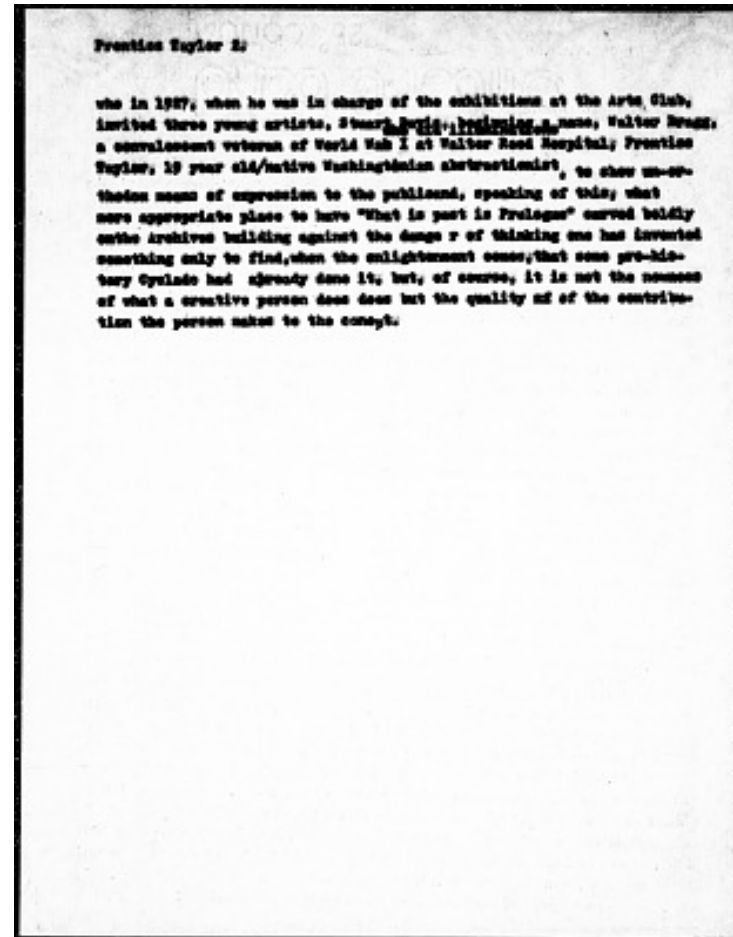 Prentiss Taylor 2.
who in 1927, when he was in charge of the exhibitions at the Arts Club,
invited three young artists, Stuart Davis, beginning a name, Walter Bragg,
a convalescent veteran of World Wab I at Walter Reed Hospital; Prentiss
Taylor, 19 year old/native Washingtonian abstractionist, to show un-or-
thodox means of expression to the publicand, speaking of this, what
more appropriate place to have "What is past is Prologue" carved boldly
onthe Archives building against the dange r of thinking one has invented
something only to find,when the enlightenment comes,that some pre-his-
tory Cyclade had already done it, but, of course, it is not the newness
of what a creative person does does but the quality of of the contribu-
tion the person makes to the